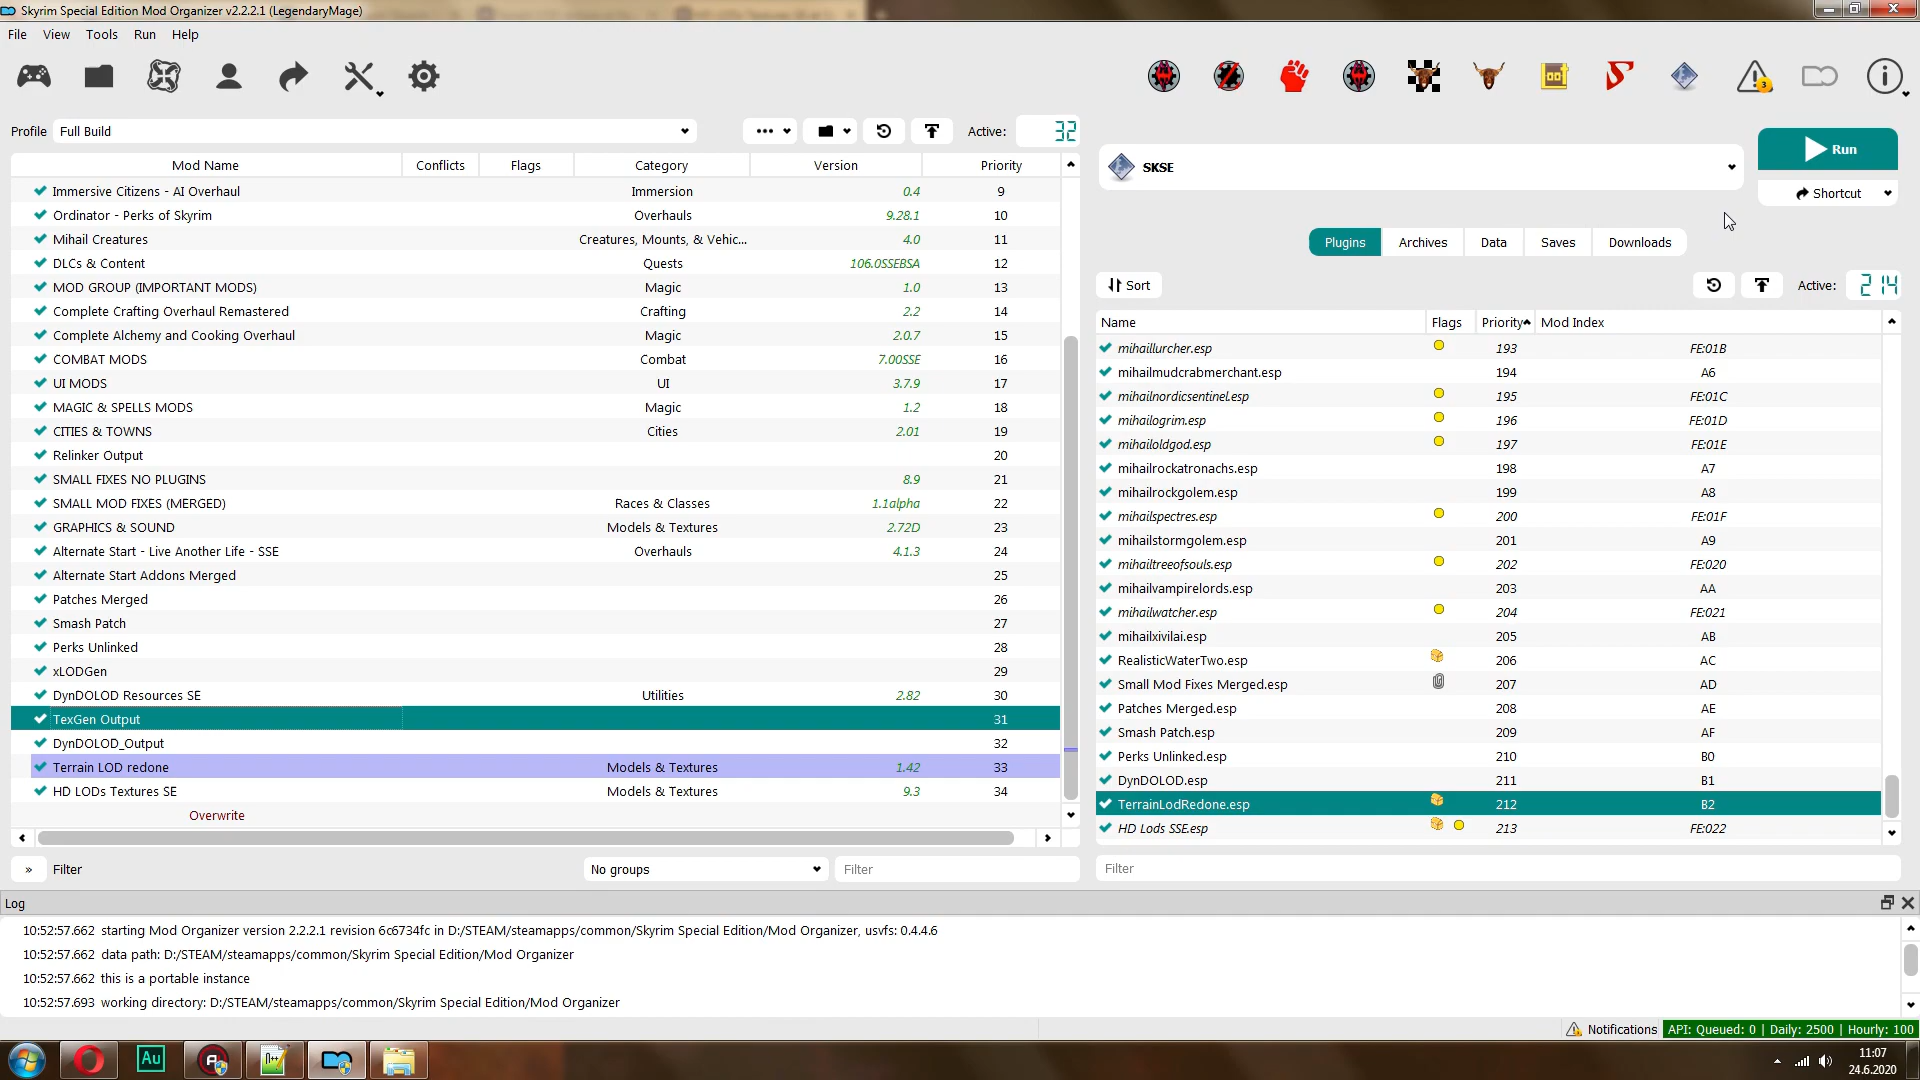 Skyrim Special Edition Mod Organizer v2.2.2.1 (LegendaryMage)
File View Tools Run Help
Profile Full Build Active: 32
Mod Name Conflicts Flags Category Version Priority
Immersive Citizens - AI Overhaul Immersion 0.4 9
Ordinator - Perks of Skyrim Overhauls 9.28.1 10
Mihail Creatures Creatures, Mounts, & Vehic... 4.0 11
DLCs & Content Quests 106.0SSEBSA 12
MOD GROUP (IMPORTANT MODS) Magic 1.0 13
Complete Crafting Overhaul Remastered Crafting 2.2 14
Complete Alchemy and Cooking Overhaul Magic 2.0.7 15
COMBAT MODS Combat 7.00SSE 16
UI MODS UI 3.7.9 17
MAGIC & SPELLS MODS Magic 1.2 18
CITIES & TOWNS Cities 2.01 19
Relinker Output 20
SMALL FIXES NO PLUGINS 8.9 21
SMALL MOD FIXES (MERGED) Races & Classes 1.1alpha 22
GRAPHICS & SOUND Models & Textures 2.72D 23
Alternate Start - Live Another Life - SSE Overhauls 4.1.3 24
Alternate Start Addons Merged 25
Patches Merged 26
Smash Patch 27
Perks Unlinked 28
xLODGen 29
DynDOLOD Resources SE Utilities 2.82 30
TexGen Output 31
DynDOLOD_Output 32
Terrain LOD redone Models & Textures 1.42 33
HD LODs Textures SE Models & Textures 9.3 34
Overwrite
» Filter No groups Filter
3
SKSE
Run
Shortcut
Plugins Archives Data Saves Downloads
Sort Active: 214
Name Flags Priority Mod Index
mihaillurcher.esp 193 FE:01B
mihailmudcrabmerchant.esp 194 A6
mihailnordicsentinel.esp 195 FE:01C
mihailogrim.esp 196 FE:01D
mihailoldgod.esp 197 FE:01E
mihailrockatronachs.esp 198 A7
mihailrockgolem.esp 199 A8
mihailspectres.esp 200 FE:01F
mihailstormgolem.esp 201 A9
mihailtreeofsouls.esp 202 FE:020
mihailvampirelords.esp 203 AA
mihailwatcher.esp 204 FE:021
mihailxivilai.esp 205 AB
RealisticWaterTwo.esp 206 AC
Small Mod Fixes Merged.esp 207 AD
Patches Merged.esp 208 AE
Smash Patch.esp 209 AF
Perks Unlinked.esp 210 B0
DynDOLOD.esp 211 B1
TerrainLodRedone.esp 212 B2
HD Lods SSE.esp 213 FE:022
Filter
Log
10:52:57.662 starting Mod Organizer version 2.2.2.1 revision 6c6734fc in D:/STEAM/steamapps/common/Skyrim Special Edition/Mod Organizer, usvfs: 0.4.4.6
10:52:57.662 data path: D:/STEAM/steamapps/common/Skyrim Special Edition/Mod Organizer
10:52:57.662 this is a portable instance
10:52:57.693 working directory: D:/STEAM/steamapps/common/Skyrim Special Edition/Mod Organizer
Notifications API: Queued: 0 | Daily: 2500 | Hourly: 100
Au
11:07
24.6.2020